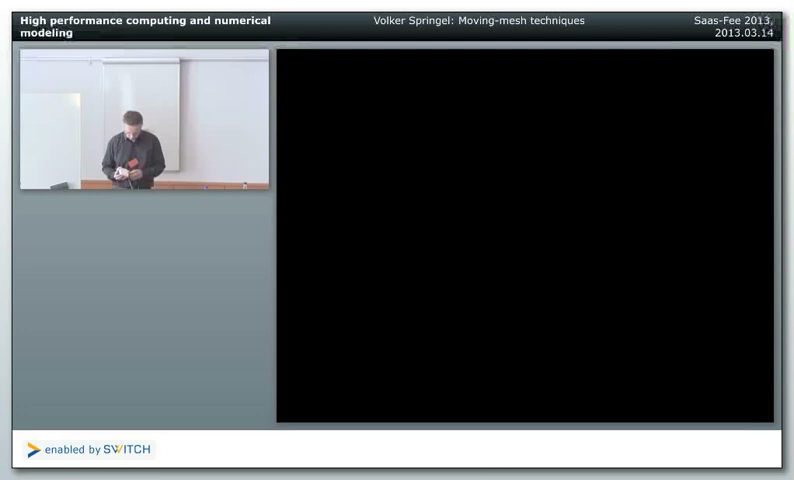 High performance computing and numerical
modeling
Volker Springel: Moving-mesh techniques
Saas-Fee 2013,
2013.03.14
enabled by SWITCH